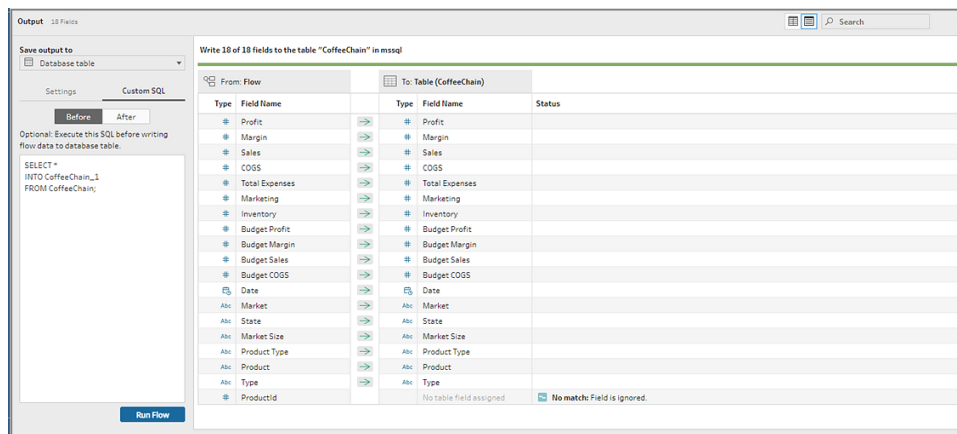 Output 18 Fields
Search
Save output to
Database table
Settings Custom SQL
Before After
Optional: Execute this SQL before writing
flow data to database table.
SELECT *
INTO CoffeeChain_1
FROM CoffeeChain;
Run Flow
Write 18 of 18 fields to the table "CoffeeChain" in mssql
From: Flow To: Table (CoffeeChain)
Type Field Name Type Field Name Status
# Profit → # Profit
# Margin → # Margin
# Sales → # Sales
# COGS → # COGS
# Total Expenses → # Total Expenses
# Marketing → # Marketing
# Inventory → # Inventory
# Budget Profit → # Budget Profit
# Budget Margin → # Budget Margin
# Budget Sales → # Budget Sales
# Budget COGS → # Budget COGS
Date → Date
Abc Market → Abc Market
Abc State → Abc State
Abc Market Size → Abc Market Size
Abc Product Type → Abc Product Type
Abc Product → Abc Product
Abc Type → Abc Type
# ProductId No table field assigned No match: Field is ignored.